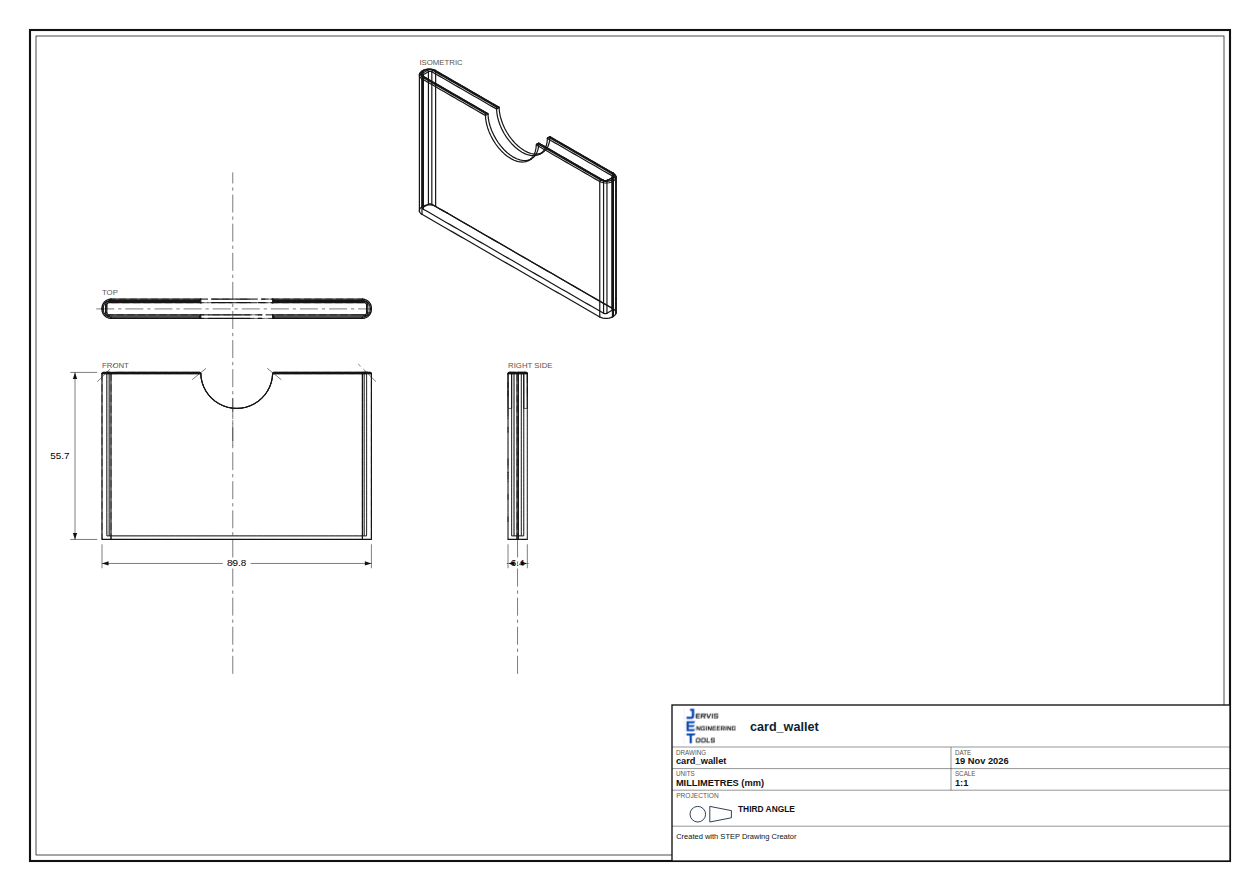 ISOMETRIC
TOP
FRONT
RIGHT SIDE
55.7
89.8
JERVIS
ENGINEERING
TOOLS
card_wallet
DRAWING
card_wallet
DATE
19 Nov 2026
UNITS
MILLIMETRES (mm)
SCALE
1:1
PROJECTION
THIRD ANGLE
Created with STEP Drawing Creator